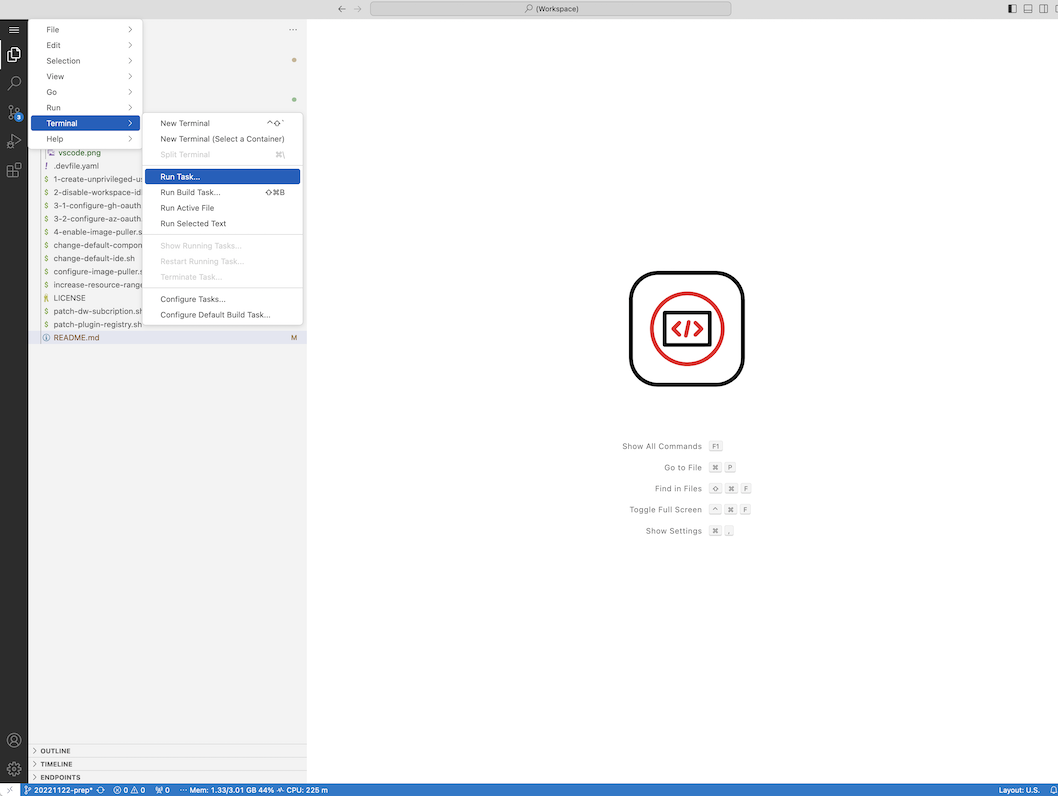 (Workspace)
File
Edit
Selection
View
Go
Run
Terminal
Help
New Terminal ^⇧`
New Terminal (Select a Container)
Split Terminal ⌘\
Run Task...
Run Build Task... ⇧⌘B
Run Active File
Run Selected Text
Show Running Tasks...
Restart Running Task...
Terminate Task...
Configure Tasks...
Configure Default Build Task...
3
vscode.png
! .devfile.yaml
$ 1-create-unprivileged-us
$ 2-disable-workspace-id
$ 3-1-configure-gh-oauth
$ 3-2-configure-az-oauth
$ 4-enable-image-puller.s
$ change-default-compon
$ change-default-ide.sh
$ configure-image-puller.s
$ increase-resource-range
LICENSE
$ patch-dw-subcription.sh
$ patch-plugin-registry.sh
README.md M
</>
Show All Commands F1
Go to File ⌘ P
Find in Files ⇧ ⌘ F
Toggle Full Screen ^ ⌘ F
Show Settings ⌘ ,
OUTLINE
TIMELINE
ENDPOINTS
20221122-prep* 0 0 0 Mem: 1.33/3.01 GB 44% CPU: 225 m Layout: U.S.